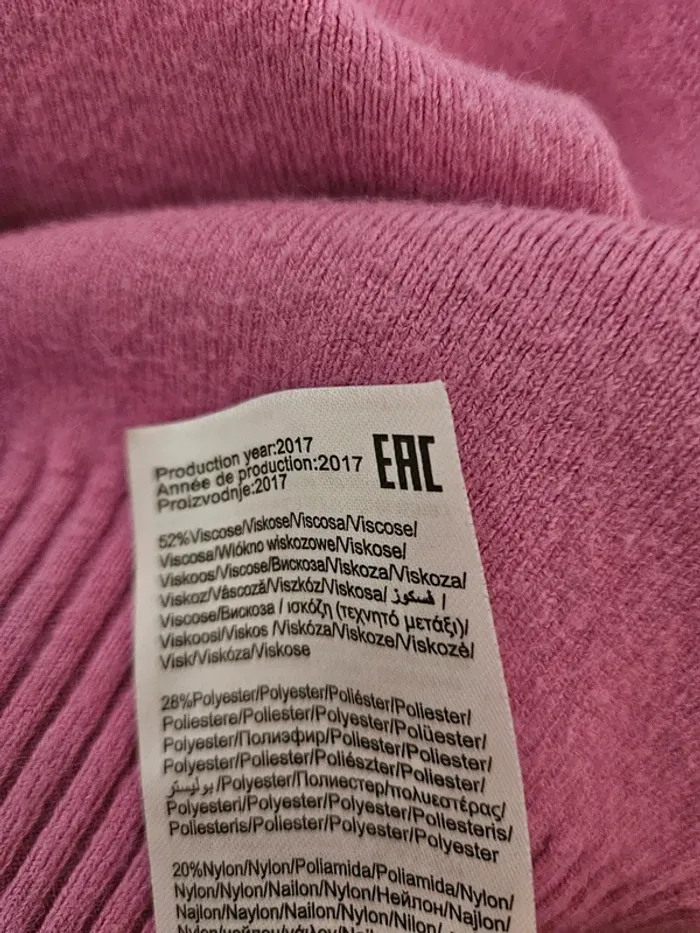 Production year:2017
Année de production:2017
Proizvodnje:2017
EAC
52%Viscose/Viskose/Viscosa/Viscose/
Viscosa/Włókno wiskozowe/Viskose/
Viskoos/Viscose/Вискоза/Viskoza/Viskoza/
Viskoz/Vâscoză/Viszkóz/Viskosa/ فسكوز /
Viscose/Вискоза / ισκόζη (τεχνητό μετάξι)/
Viskoosi/Viskos /Viskóza/Viskoze/Viskozė/
Visk/Viskóza/Viskose
28%Polyester/Polyester/Poliéster/Poliester/
Poliestere/Poliester/Polyester/Polüester/
Polyester/Полиэфир/Poliester/Poliester/
Polyester/Poliester/Poliészter/Poliester/
بوليستر /Polyester/Полиестер/πολυεστέρας/
Polyesteri/Polyester/Polyester/Poliesteris/
Poliesteris/Poliester/Polyester/Polyester
20%Nylon/Nylon/Poliamida/Poliamida/Nylon/
Nylon/Nylon/Nailon/Nylon/Нейлон/Najlon/
Najlon/Naylon/Nailon/Nylon/Nilon/